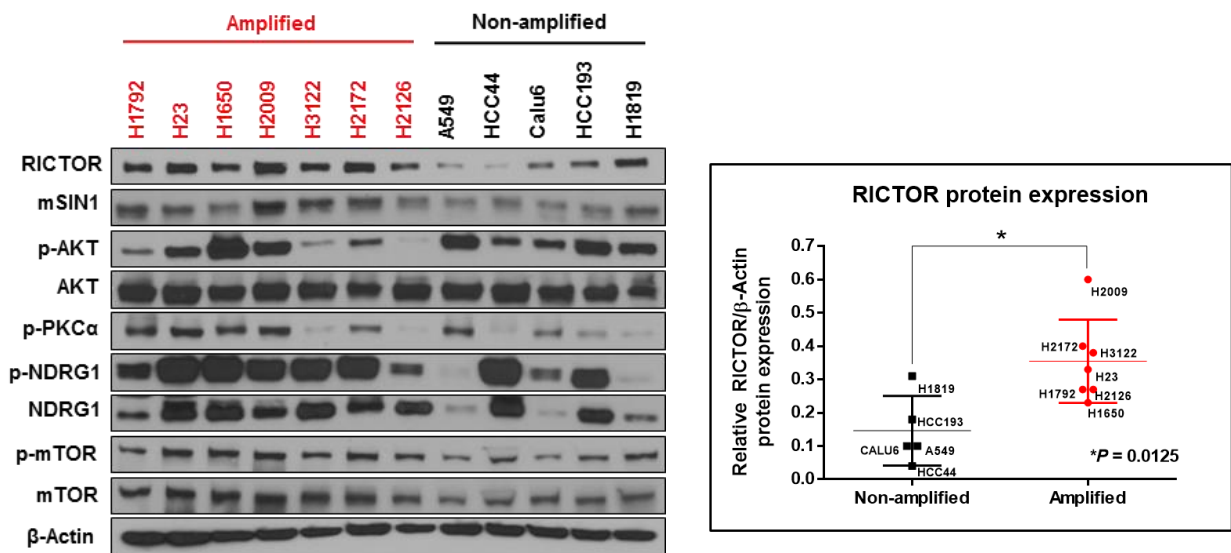 Amplified
Non-amplified
H1792
H23
H1650
H2009
H3122
H2172
H2126
A549
HCC44
Calu6
HCC193
H1819
RICTOR
mSIN1
p-AKT
AKT
p-PKCα
p-NDRG1
NDRG1
p-mTOR
mTOR
β-Actin
RICTOR protein expression
Relative RICTOR/β-Actin
protein expression
0.7
0.6
0.5
0.4
0.3
0.2
0.1
0.0
*
H2009
H2172
H3122
H23
H1792
H2126
H1650
H1819
HCC193
CALU6
A549
HCC44
*P = 0.0125
Non-amplified
Amplified